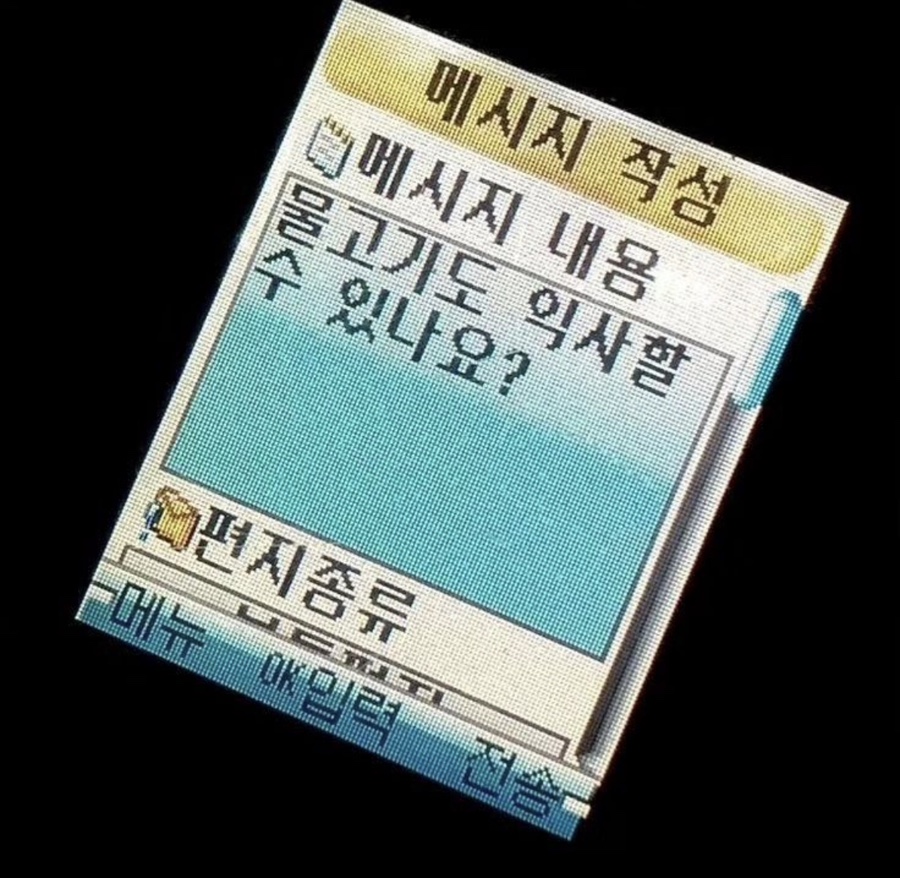 메시지 작성
메시지 내용
물고기도 익사할
수 있나요?
편지종류
메뉴 OK입력 전송